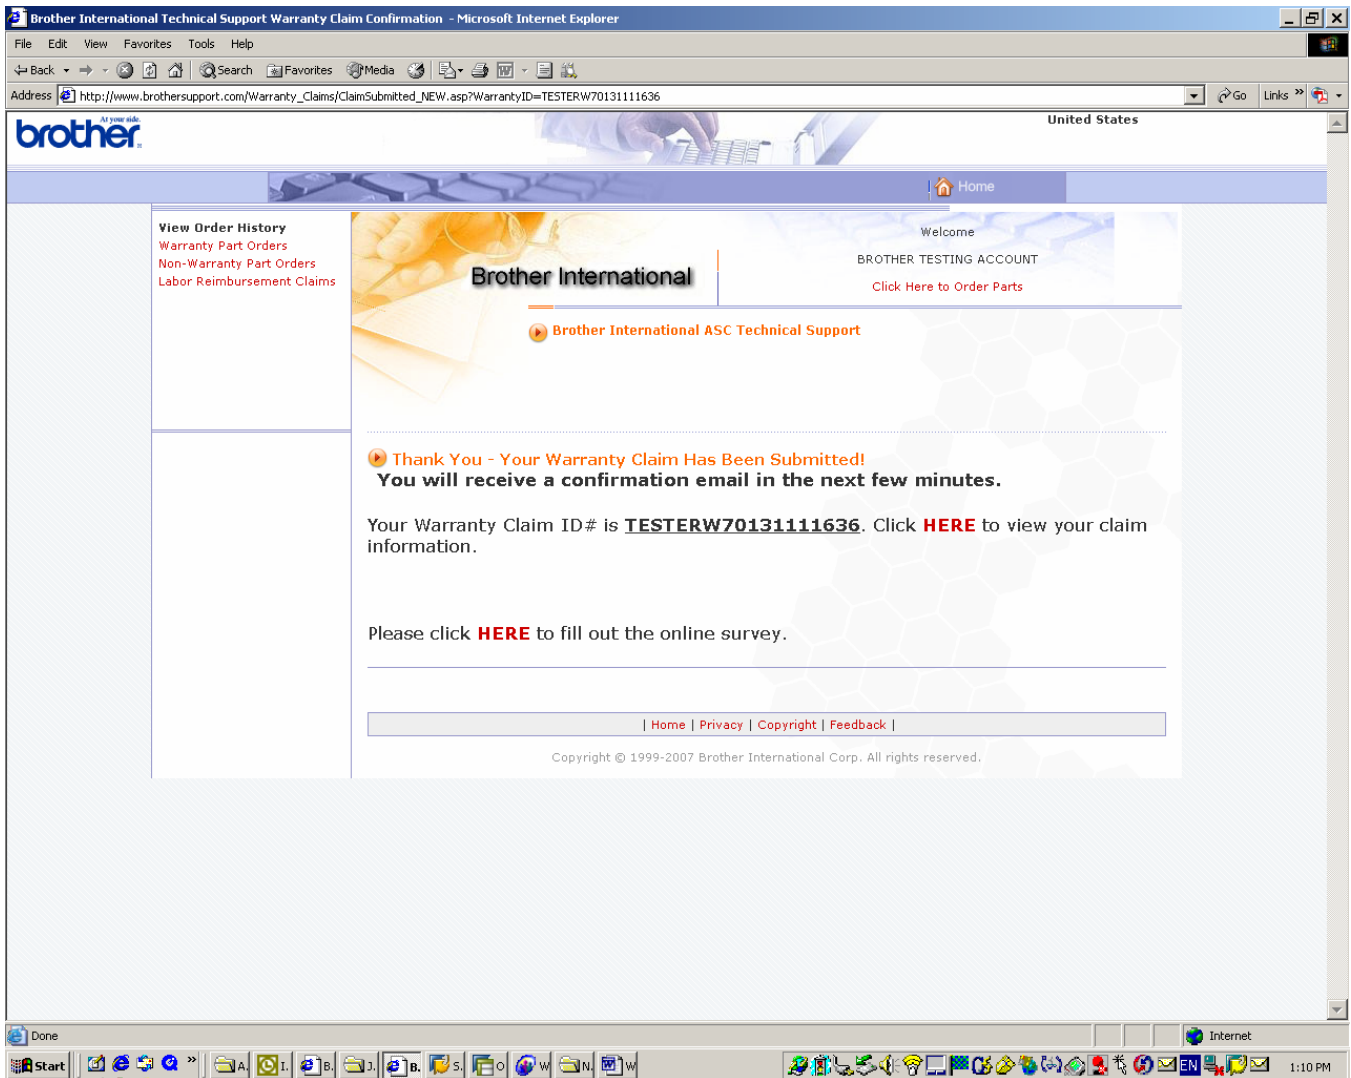 Brother International Technical Support Warranty Claim Confirmation - Microsoft Internet Explorer
File Edit View Favorites Tools Help
Back Search Favorites Media
Address http://www.brothersupport.com/Warranty_Claims/ClaimSubmitted_NEW.asp?WarrantyID=TESTERW70131111636 Go Links »
At your side.
brother
United States
Home
View Order History
Warranty Part Orders
Non-Warranty Part Orders
Labor Reimbursement Claims
Brother International
Welcome
BROTHER TESTING ACCOUNT
Click Here to Order Parts
Brother International ASC Technical Support
Thank You - Your Warranty Claim Has Been Submitted!
You will receive a confirmation email in the next few minutes.
Your Warranty Claim ID# is TESTERW70131111636. Click HERE to view your claim
information.
Please click HERE to fill out the online survey.
| Home | Privacy | Copyright | Feedback |
Copyright © 1999-2007 Brother International Corp. All rights reserved.
Done Internet
Start » A. I. B. J. B. S. O W N. W EN 1:10 PM